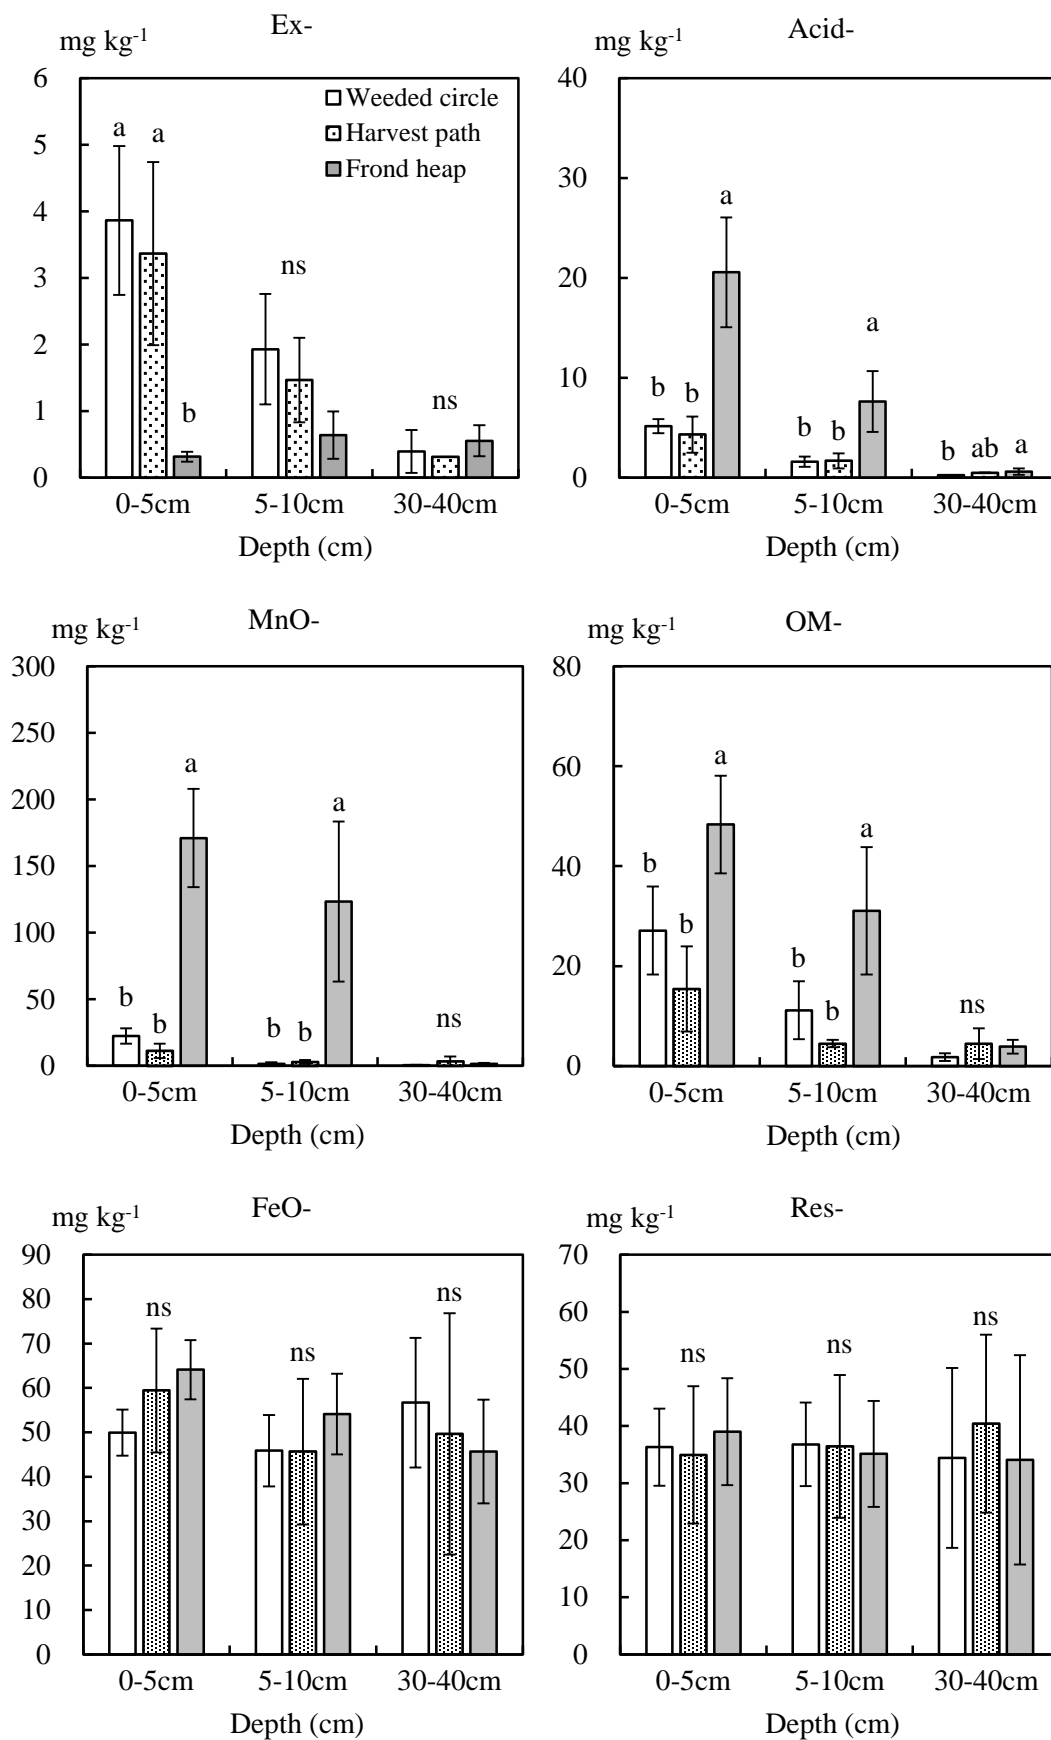 Ex-
mg kg-1
6
5
4
3
2
1
0
Weeded circle
Harvest path
Frond heap
a
a
b
ns
ns
0-5cm
5-10cm
30-40cm
Depth (cm)
Acid-
mg kg-1
40
30
20
10
0
b
b
a
b
b
a
b
ab
a
0-5cm
5-10cm
30-40cm
Depth (cm)
MnO-
mg kg-1
300
250
200
150
100
50
0
b
b
a
b
b
a
ns
0-5cm
5-10cm
30-40cm
Depth (cm)
OM-
mg kg-1
80
60
40
20
0
b
b
a
b
b
a
ns
0-5cm
5-10cm
30-40cm
Depth (cm)
FeO-
mg kg-1
90
80
70
60
50
40
30
20
10
0
ns
ns
ns
0-5cm
5-10cm
30-40cm
Depth (cm)
Res-
mg kg-1
70
60
50
40
30
20
10
0
ns
ns
ns
0-5cm
5-10cm
30-40cm
Depth (cm)